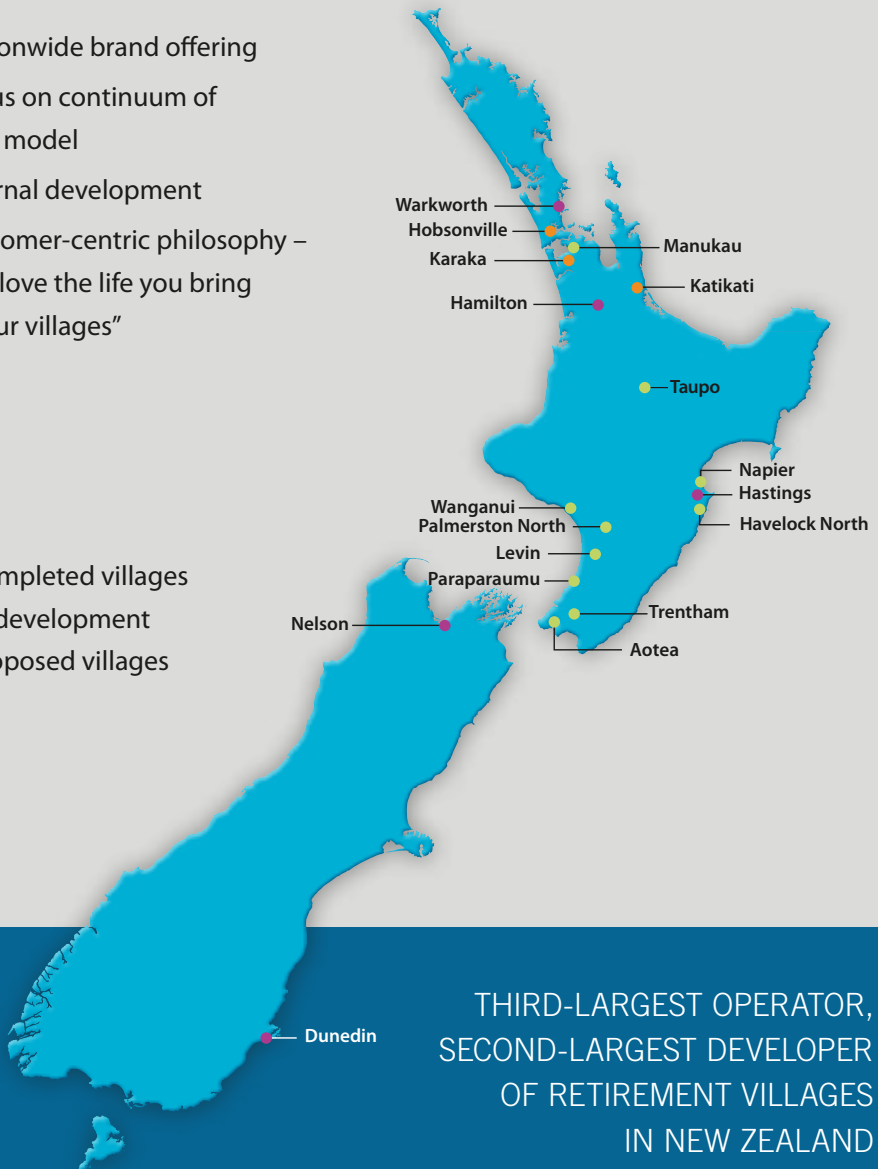 onwide brand offering
us on continuum of
model
rnal development
omer-centric philosophy –
love the life you bring
ur villages”
mpleted villages
development
posed villages
Warkworth
Hobsonville
Manukau
Karaka
Katikati
Hamilton
Taupo
Napier
Hastings
Wanganui
Palmerston North
Havelock North
Levin
Paraparaumu
Trentham
Nelson
Aotea
Dunedin
THIRD-LARGEST OPERATOR,
SECOND-LARGEST DEVELOPER
OF RETIREMENT VILLAGES
IN NEW ZEALAND